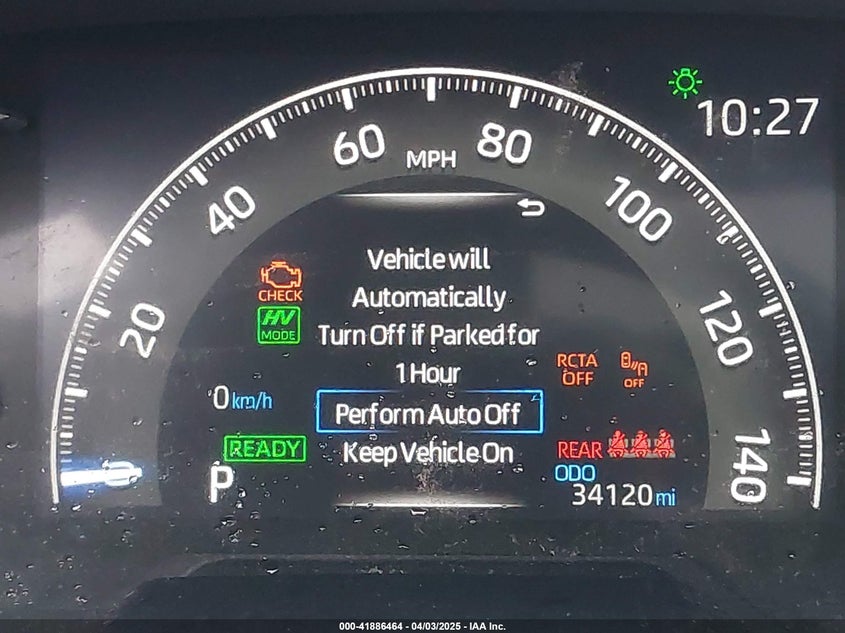 10:27
60
MPH
80
40
100
20
120
140
Vehicle will
Automatically
Turn Off if Parked for
1 Hour
Perform Auto Off
Keep Vehicle On
CHECK
HV
MODE
0 km/h
READY
P
RCTA
OFF
OFF
REAR
ODO
34120 mi
000-41886464 - 04/03/2025 - IAA Inc.